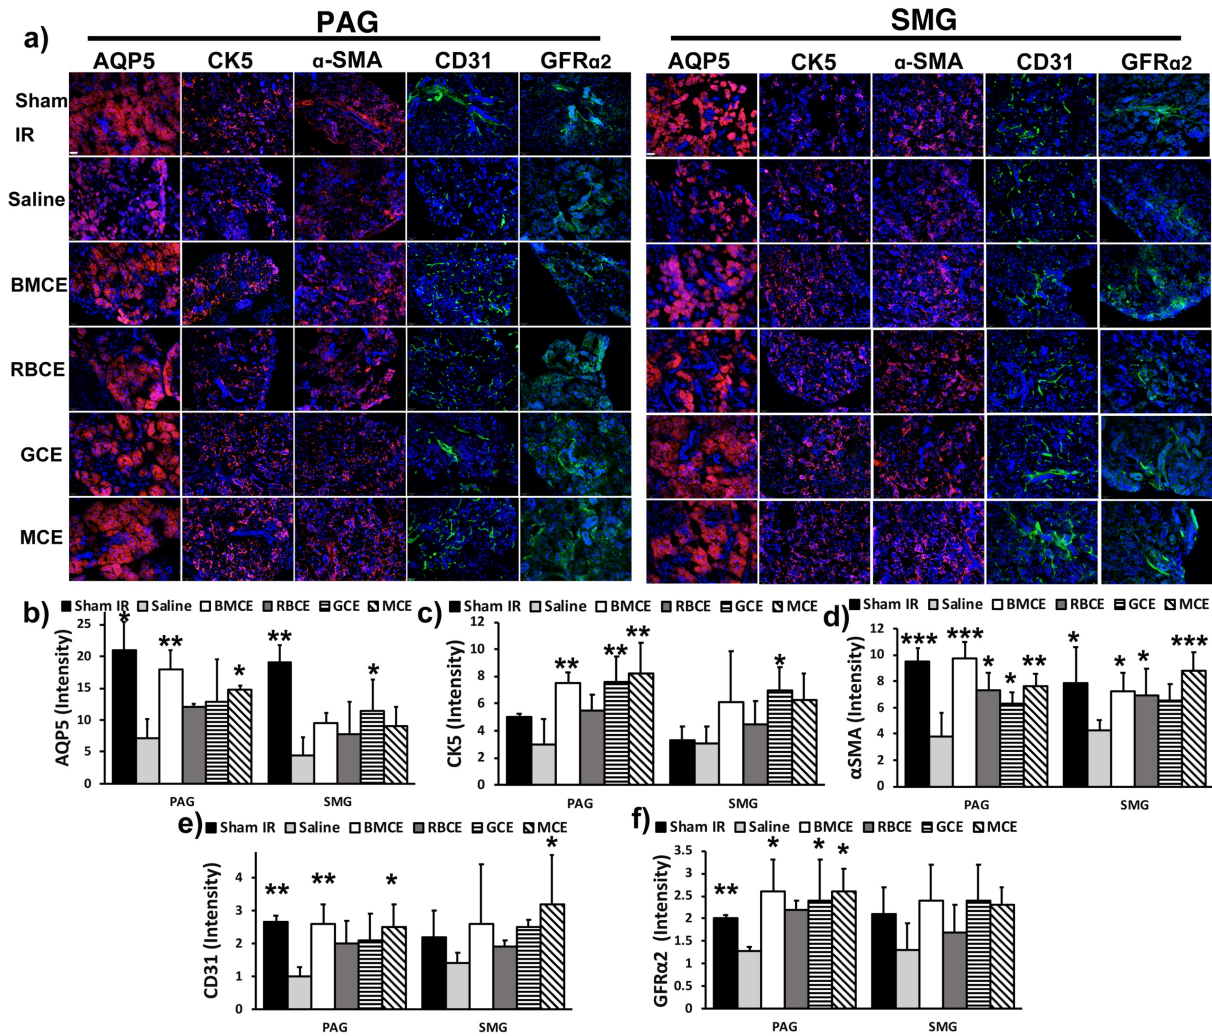 PAG SMG
a)
AQP5 CK5 α-SMA CD31 GFRα2 AQP5 CK5 α-SMA CD31 GFRα2
Sham
IR
Saline
BMCE
RBCE
GCE
MCE
b) Sham IR Saline BMCE RBCE GCE MCE
AQP5 (Intensity)
25
20
15
10
5
0
* ** * ** *
PAG SMG
c) Sham IR Saline BMCE RBCE GCE MCE
CK5 (Intensity)
12
10
8
6
4
2
0
** ** ** *
PAG SMG
d) Sham IR Saline BMCE RBCE GCE MCE
αSMA (Intensity)
12
10
8
6
4
2
0
*** *** * * ** * * * ***
PAG SMG
e) Sham IR Saline BMCE RBCE GCE MCE
CD31 (Intensity)
4
3
2
1
0
** ** * *
PAG SMG
f) Sham IR Saline BMCE RBCE GCE MCE
GFRα2 (Intensity)
3.5
3
2.5
2
1.5
1
0.5
0
** * * *
PAG SMG